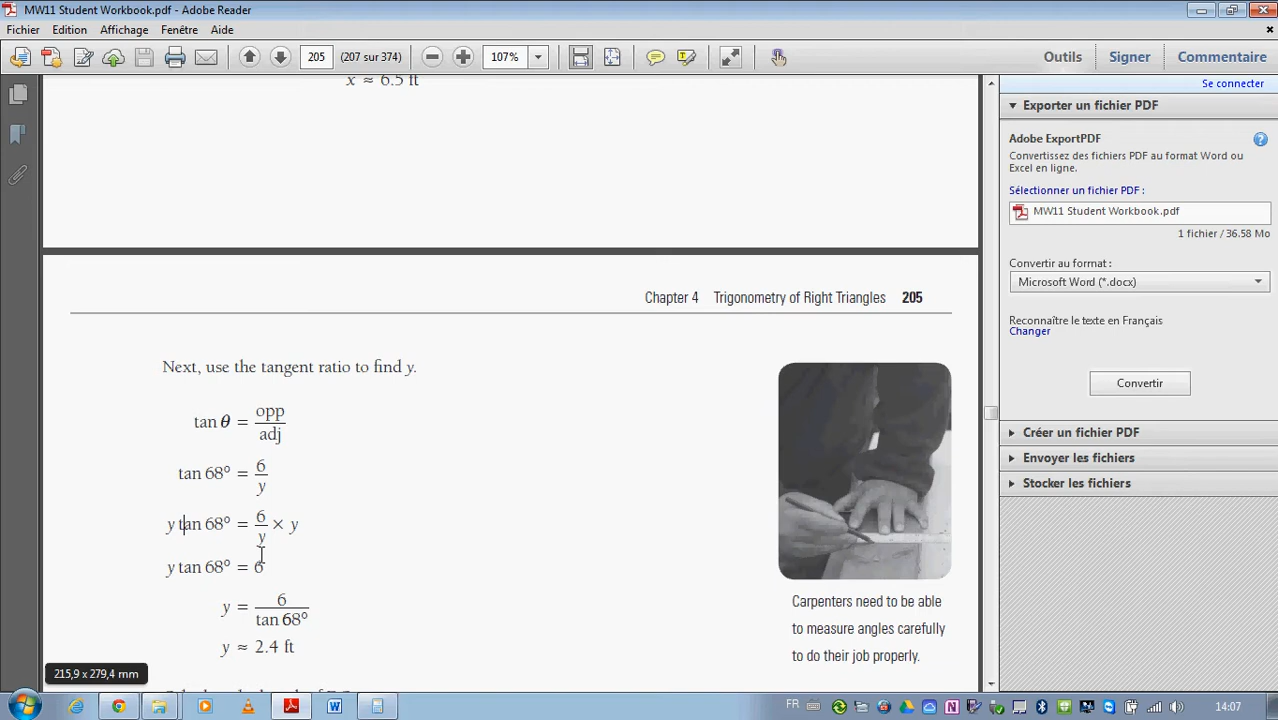 MW11 Student Workbook.pdf - Adobe Reader
Fichier Edition Affichage Fenêtre Aide
205 (207 sur 374) 107% Outils Signer Commentaire
x ≈ 6.5 ft
Se connecter
Exporter un fichier PDF
Adobe ExportPDF
Convertissez des fichiers PDF au format Word ou
Excel en ligne.
Sélectionner un fichier PDF :
MW11 Student Workbook.pdf
1 fichier / 36.58 Mo
Convertir au format :
Microsoft Word (*.docx)
Reconnaître le texte en Français
Changer
Convertir
Créer un fichier PDF
Envoyer les fichiers
Stocker les fichiers
Chapter 4 Trigonometry of Right Triangles 205
Next, use the tangent ratio to find y.
tan θ = opp/adj
tan 68° = 6/y
y tan 68° = 6/y × y
y tan 68° = 6
y = 6/tan 68°
y ≈ 2.4 ft
Carpenters need to be able
to measure angles carefully
to do their job properly.
215,9 x 279,4 mm
FR 14:07